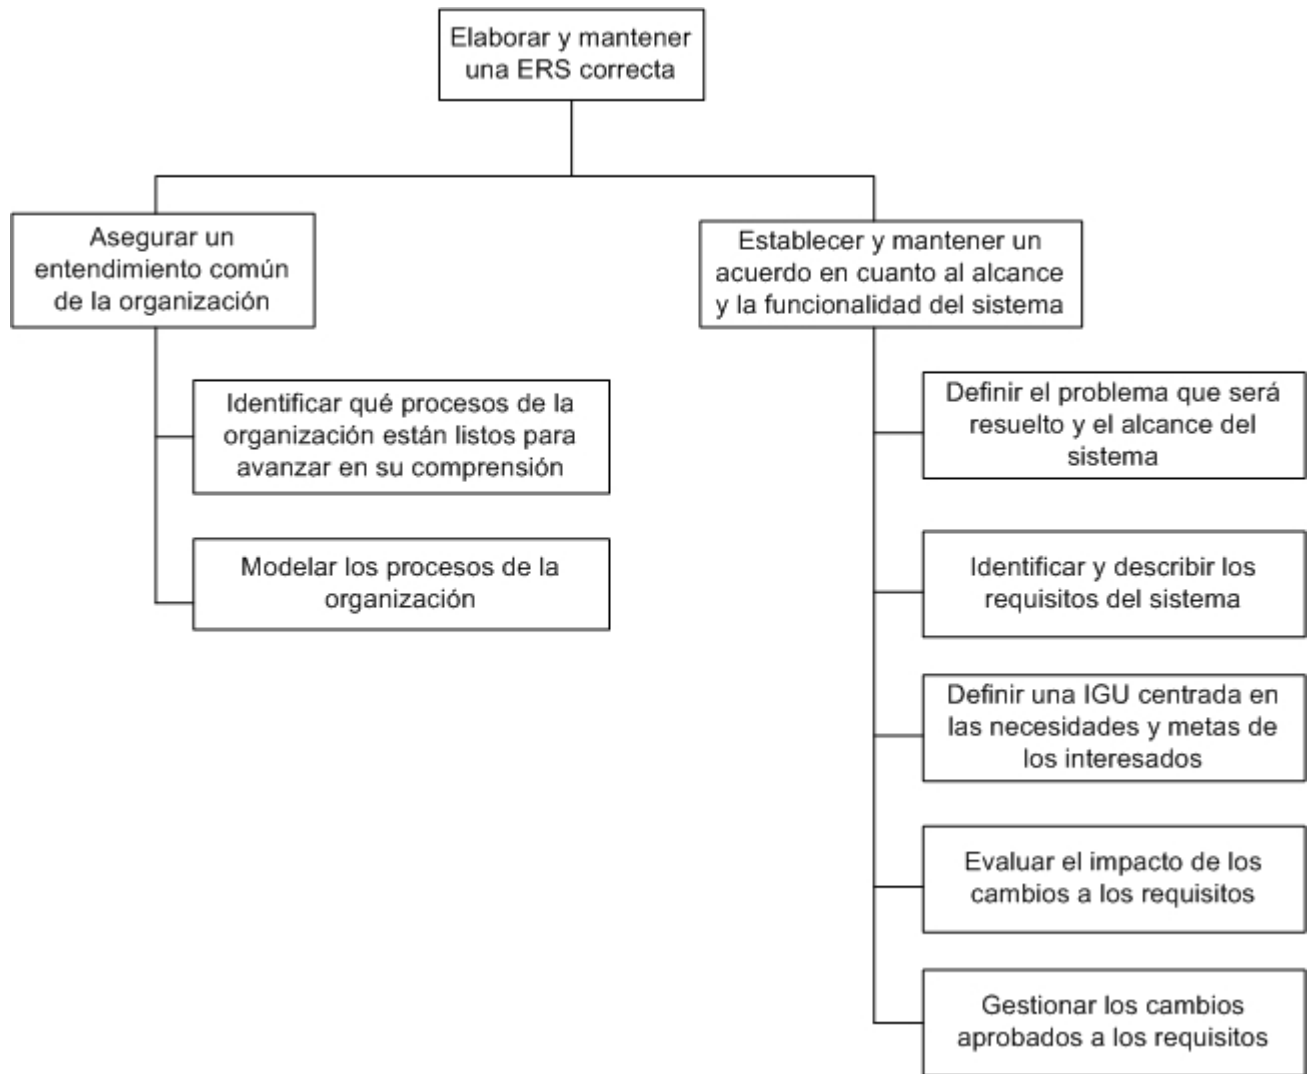 Elaborar y mantener
una ERS correcta
Asegurar un
entendimiento común
de la organización
Identificar qué procesos de la
organización están listos para
avanzar en su comprensión
Modelar los procesos de la
organización
Establecer y mantener un
acuerdo en cuanto al alcance
y la funcionalidad del sistema
Definir el problema que será
resuelto y el alcance del
sistema
Identificar y describir los
requisitos del sistema
Definir una IGU centrada en
las necesidades y metas de
los interesados
Evaluar el impacto de los
cambios a los requisitos
Gestionar los cambios
aprobados a los requisitos